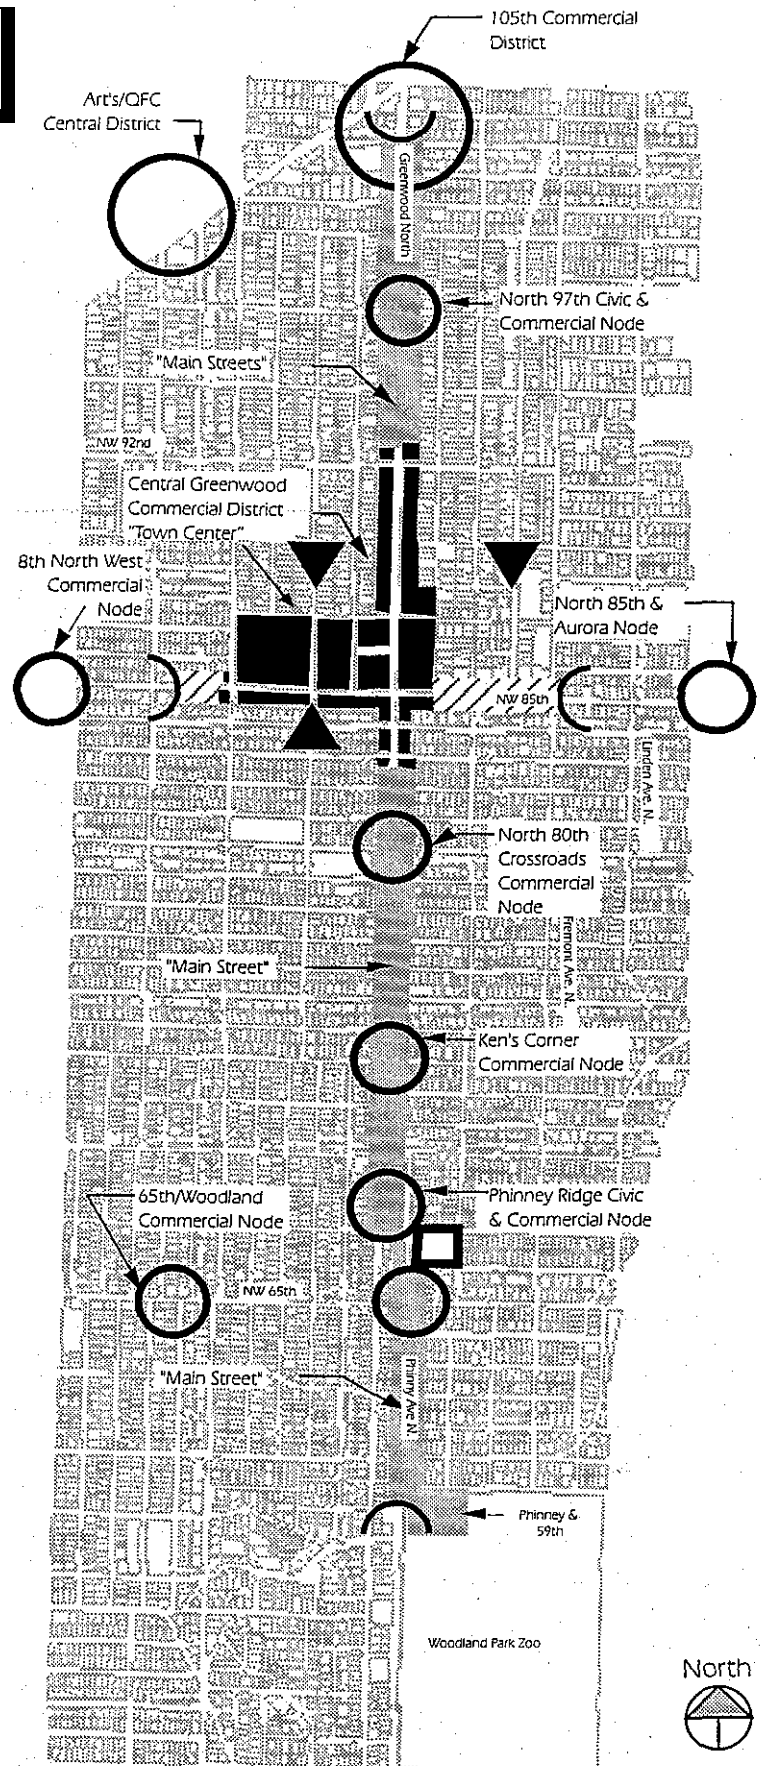 105th Commercial
District
Art's/QFC
Central District
Greenwood North
North 97th Civic &
Commercial Node
"Main Streets"
NW 92nd
Central Greenwood
Commercial District
"Town Center"
8th North West
Commercial
Node
North 85th &
Aurora Node
NW 85th
Linden Ave. N.
North 80th
Crossroads
Commercial
Node
Fremont Ave. N.
"Main Street"
Ken's Corner
Commercial Node
65th/Woodland
Commercial Node
Phinney Ridge Civic
& Commercial Node
NW 65th
"Main Street"
Phinny Ave N.
Phinney &
59th
Woodland Park Zoo
North